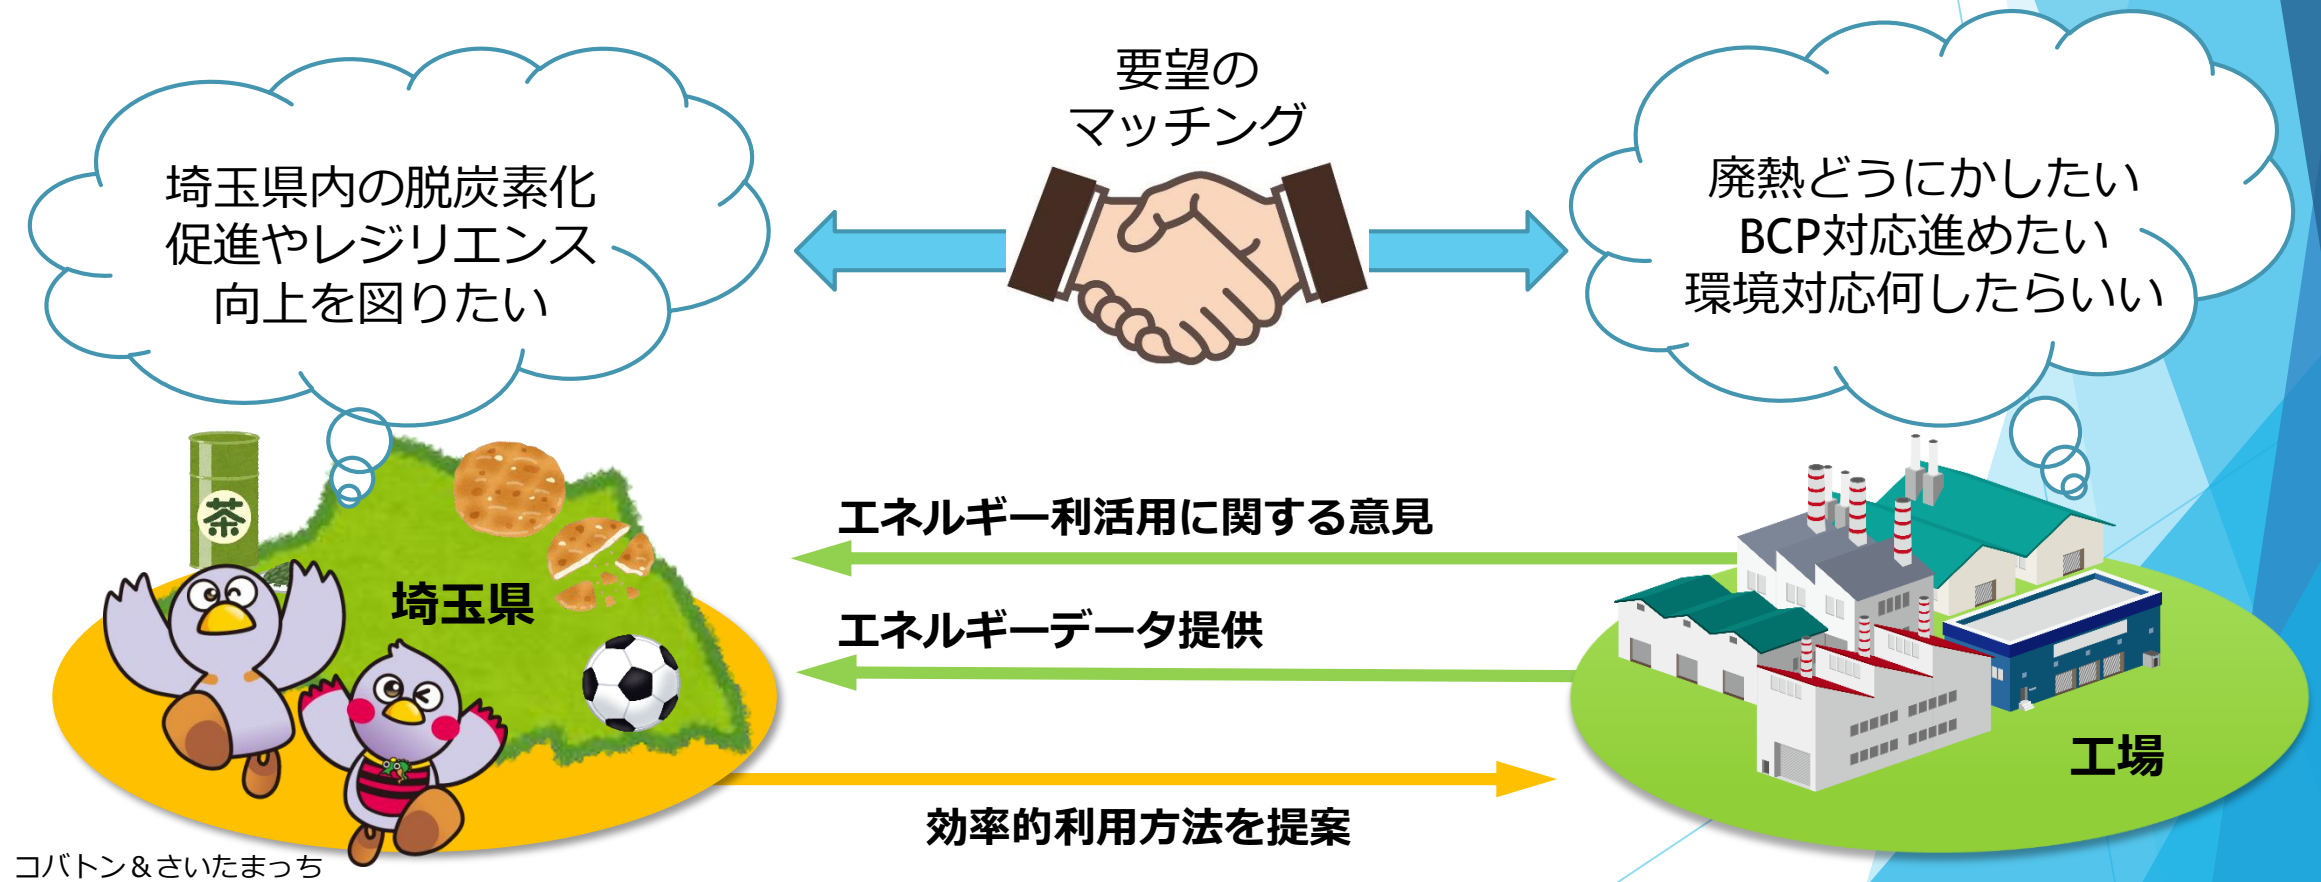 要望の
マッチング
埼玉県内の脱炭素化
促進やレジリエンス
向上を図りたい
廃熱どうにかしたい
BCP対応進めたい
環境対応何したらいい
茶
埼玉県
エネルギー利活用に関する意見
エネルギーデータ提供
効率的利用方法を提案
工場
コバトン&さいたまっち